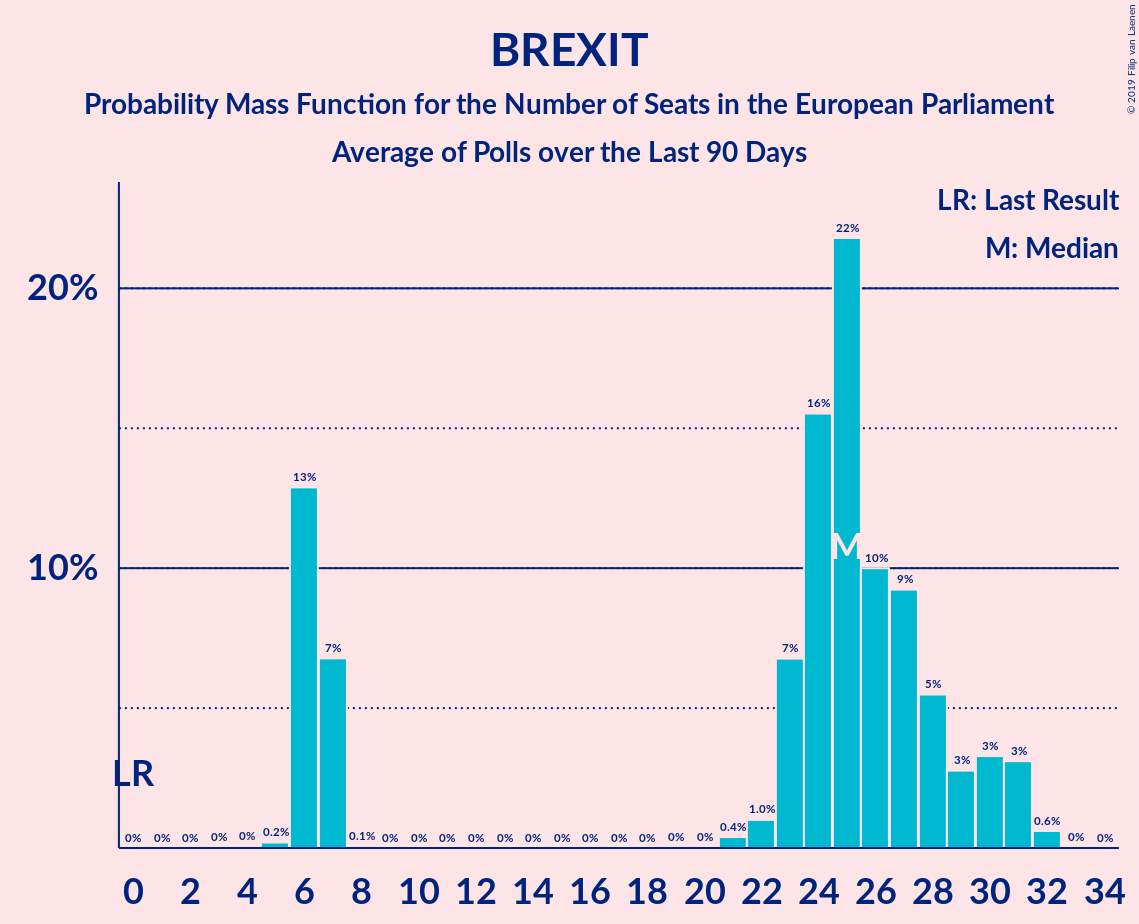 BREXIT
Probability Mass Function for the Number of Seats in the European Parliament
Average of Polls over the Last 90 Days
© 2019 Filip van Laenen
LR: Last Result
M: Median
20%
10%
LR
M
0% 0% 0% 0% 0% 0.2% 13% 7% 0.1% 0% 0% 0% 0% 0% 0% 0% 0% 0% 0% 0% 0% 0.4% 1.0% 7% 16% 22% 10% 9% 5% 3% 3% 3% 0.6% 0% 0%
0 2 4 6 8 10 12 14 16 18 20 22 24 26 28 30 32 34